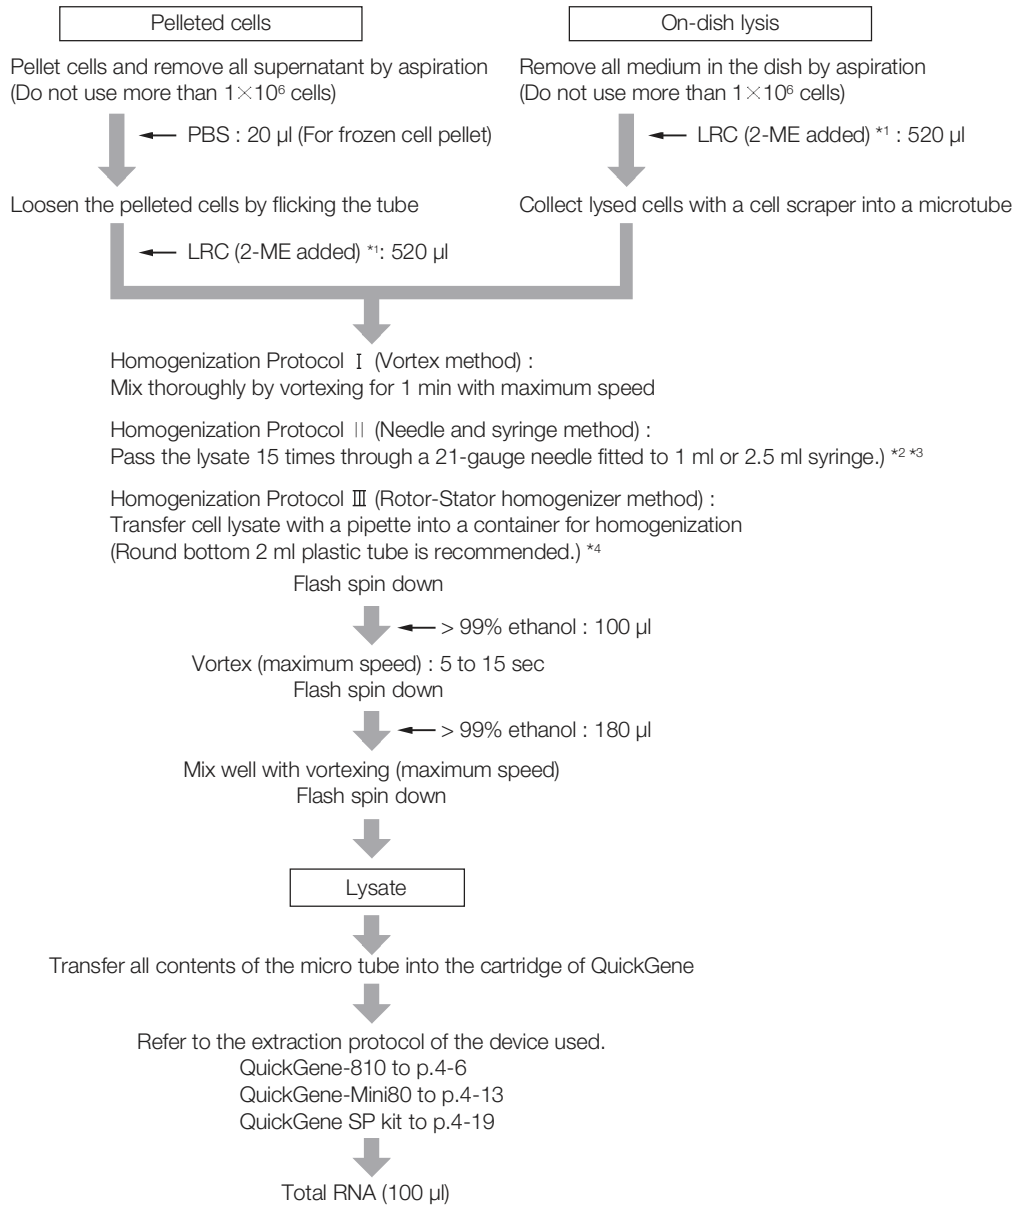 Pelleted cells
Pellet cells and remove all supernatant by aspiration
(Do not use more than 1×10⁶ cells)
PBS : 20 µl (For frozen cell pellet)
Loosen the pelleted cells by flicking the tube
LRC (2-ME added) *1: 520 µl
On-dish lysis
Remove all medium in the dish by aspiration
(Do not use more than 1×10⁶ cells)
LRC (2-ME added) *1 : 520 µl
Collect lysed cells with a cell scraper into a microtube
Homogenization Protocol Ⅰ (Vortex method) :
Mix thoroughly by vortexing for 1 min with maximum speed
Homogenization Protocol Ⅱ (Needle and syringe method) :
Pass the lysate 15 times through a 21-gauge needle fitted to 1 ml or 2.5 ml syringe.) *2 *3
Homogenization Protocol Ⅲ (Rotor-Stator homogenizer method) :
Transfer cell lysate with a pipette into a container for homogenization
(Round bottom 2 ml plastic tube is recommended.) *4
Flash spin down
> 99% ethanol : 100 µl
Vortex (maximum speed) : 5 to 15 sec
Flash spin down
> 99% ethanol : 180 µl
Mix well with vortexing (maximum speed)
Flash spin down
Lysate
Transfer all contents of the micro tube into the cartridge of QuickGene
Refer to the extraction protocol of the device used.
QuickGene-810 to p.4-6
QuickGene-Mini80 to p.4-13
QuickGene SP kit to p.4-19
Total RNA (100 µl)